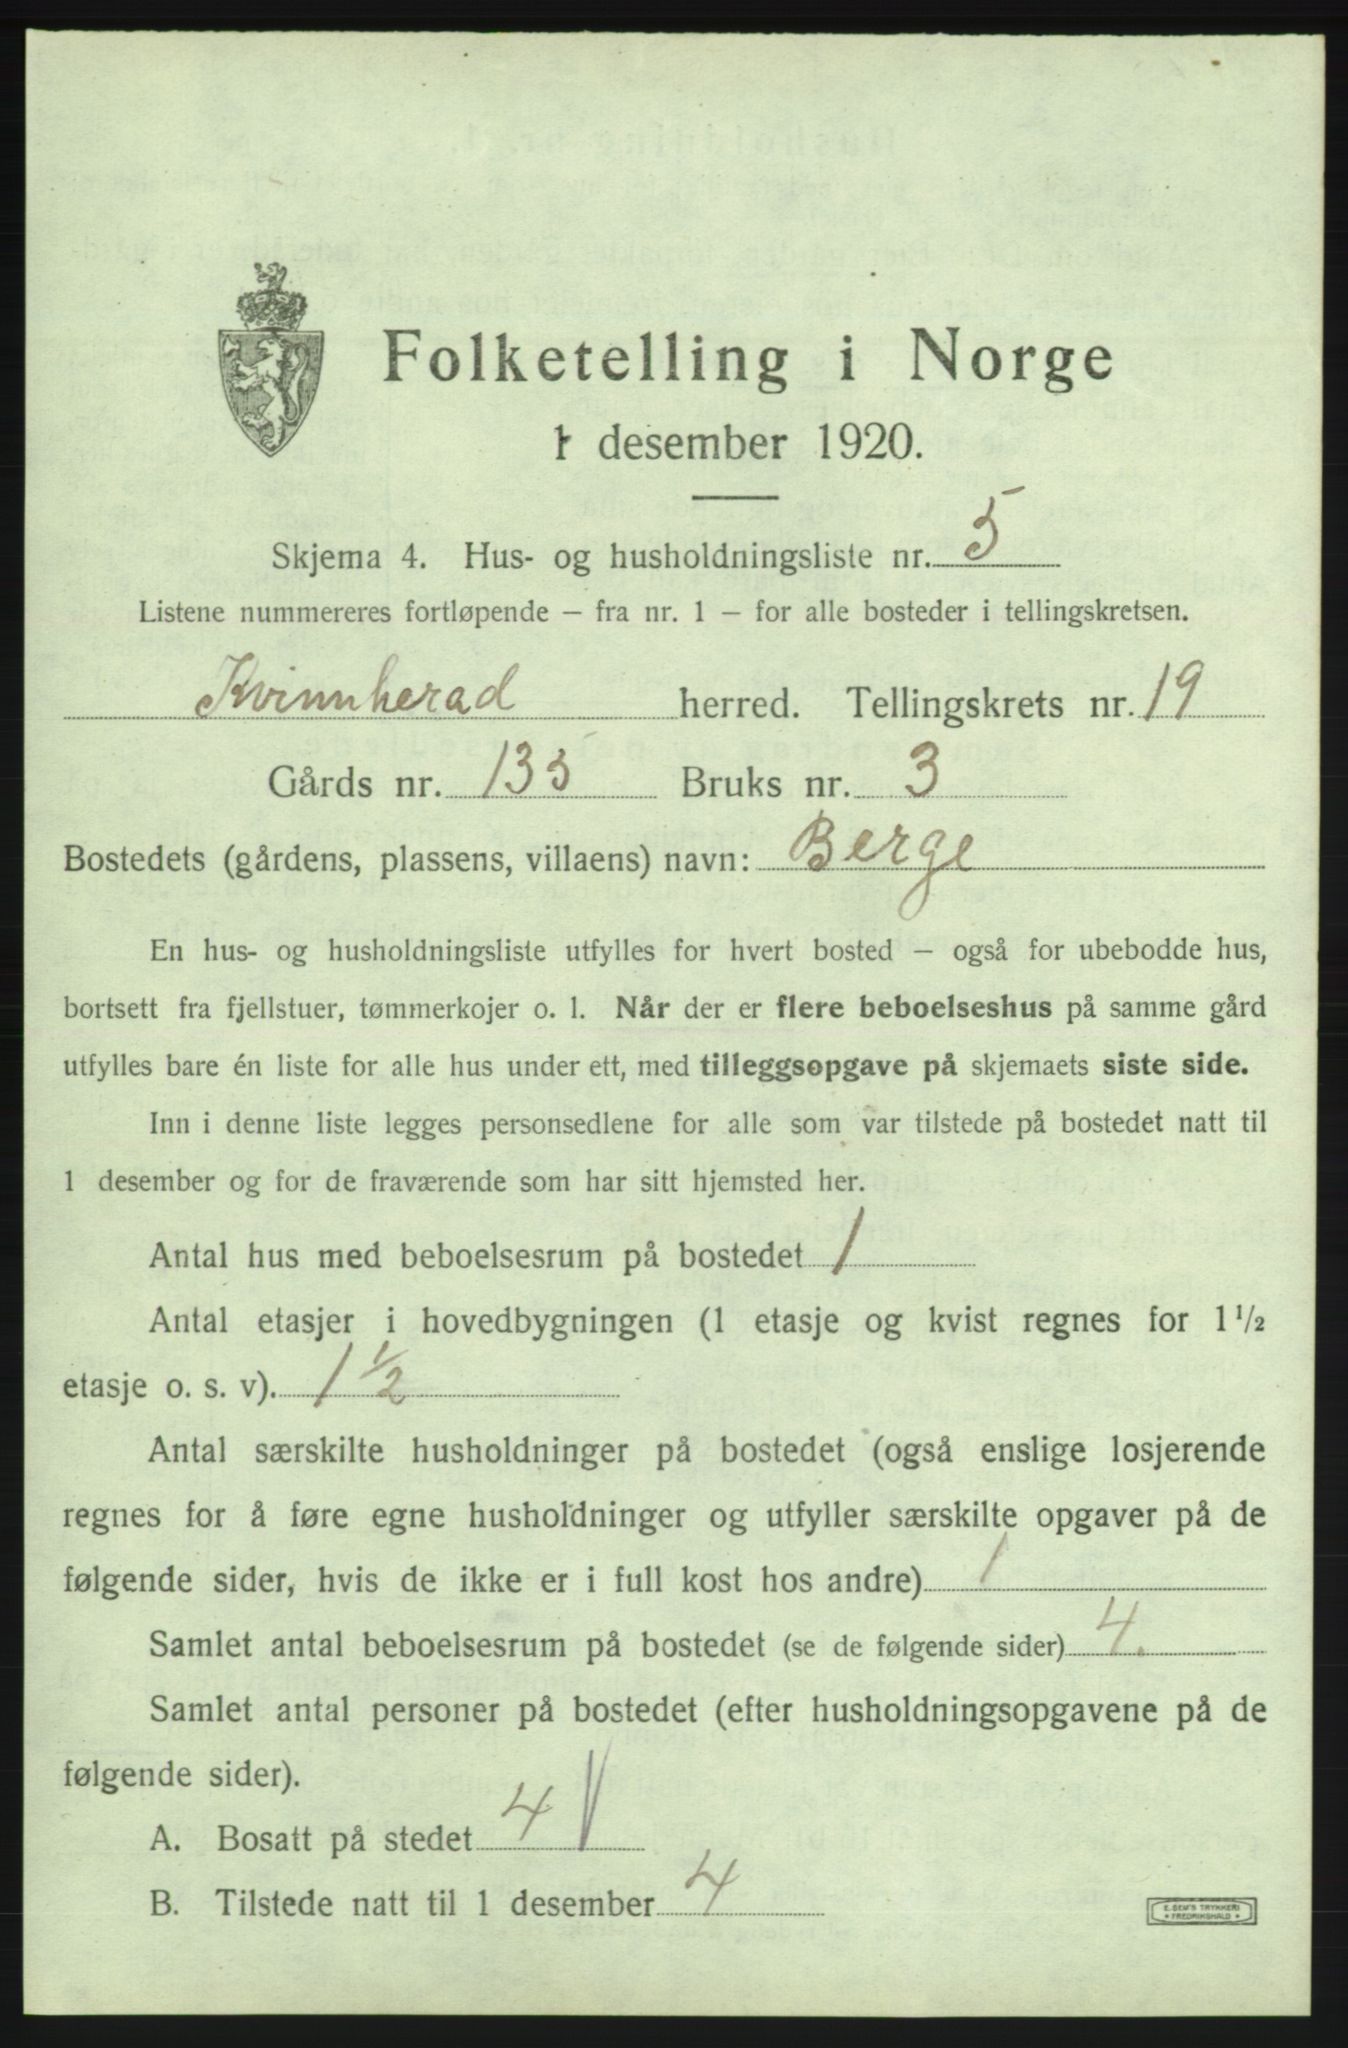 Folketelling i Norge
1 desember 1920.
Skjema 4. Hus- og husholdningsliste nr. 5
Listene nummereres fortløpende – fra nr. 1 – for alle bosteder i tellingskretsen.
Kvinnherad herred. Tellingskrets nr. 19
Gårds nr. 133 Bruks nr. 3
Bostedets (gårdens, plassens, villaens) navn: Berge
En hus- og husholdningsliste utfylles for hvert bosted – også for ubebodde hus,
bortsett fra fjellstuer, tømmerkojer o. l. Når der er flere beboelseshus på samme gård
utfylles bare én liste for alle hus under ett, med tilleggsopgave på skjemaets siste side.
Inn i denne liste legges personsedlene for alle som var tilstede på bostedet natt til
1 desember og for de fraværende som har sitt hjemsted her.
Antal hus med beboelsesrum på bostedet 1
Antal etasjer i hovedbygningen (1 etasje og kvist regnes for 1 1/2
etasje o. s. v). 1 1/2
Antal særskilte husholdninger på bostedet (også enslige losjerende
regnes for å føre egne husholdninger og utfyller særskilte opgaver på de
følgende sider, hvis de ikke er i full kost hos andre) 1
Samlet antal beboelsesrum på bostedet (se de følgende sider) 4.
Samlet antal personer på bostedet (efter husholdningsopgavene på de
følgende sider).
A. Bosatt på stedet 4
B. Tilstede natt til 1 desember 4
E. SEM'S TRYKKERI
• FREDRIKSHALD •